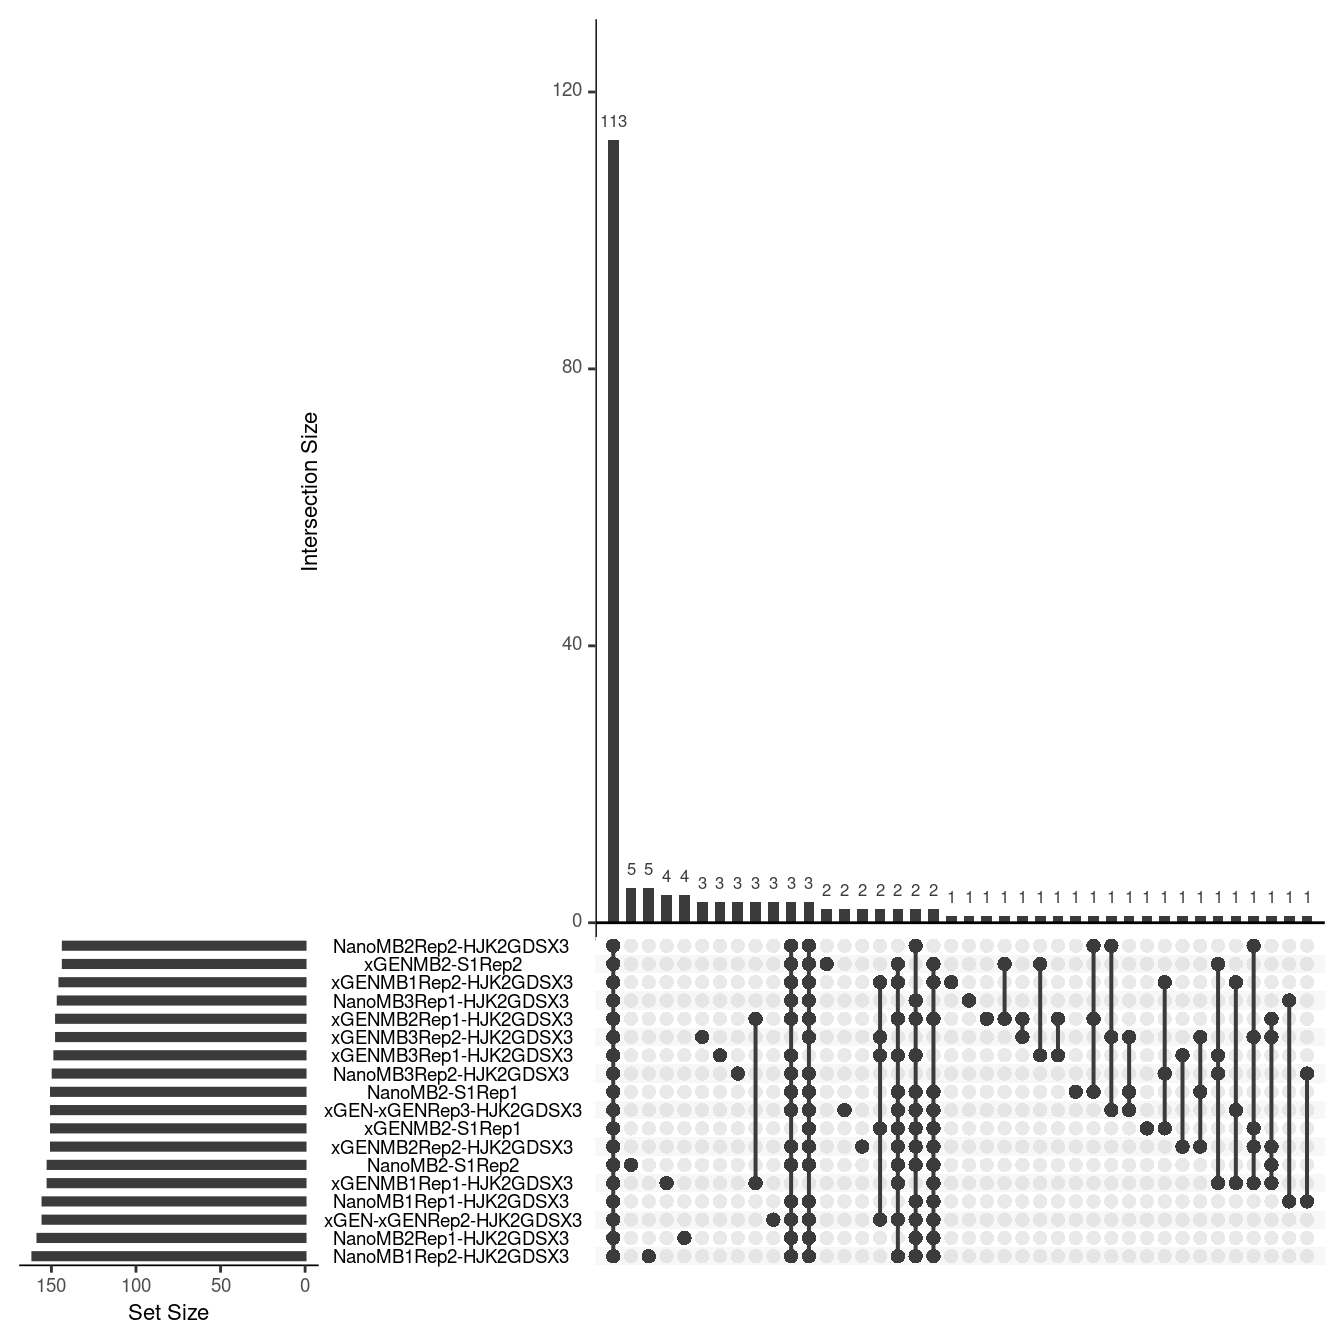 120
113
80
40
0
Intersection Size
5 5 4 4 3 3 3 3 3 3 3 2 2 2 2 2 2 2 1 1 1 1 1 1 1 1 1 1 1 1 1 1 1 1 1 1 1 1 1
NanoMB2Rep2-HJK2GDSX3
xGENMB2-S1Rep2
xGENMB1Rep2-HJK2GDSX3
NanoMB3Rep1-HJK2GDSX3
xGENMB2Rep1-HJK2GDSX3
xGENMB3Rep2-HJK2GDSX3
xGENMB3Rep1-HJK2GDSX3
NanoMB3Rep2-HJK2GDSX3
NanoMB2-S1Rep1
xGEN-xGENRep3-HJK2GDSX3
xGENMB2-S1Rep1
xGENMB2Rep2-HJK2GDSX3
NanoMB2-S1Rep2
xGENMB1Rep1-HJK2GDSX3
NanoMB1Rep1-HJK2GDSX3
xGEN-xGENRep2-HJK2GDSX3
NanoMB2Rep1-HJK2GDSX3
NanoMB1Rep2-HJK2GDSX3
150 100 50 0
Set Size